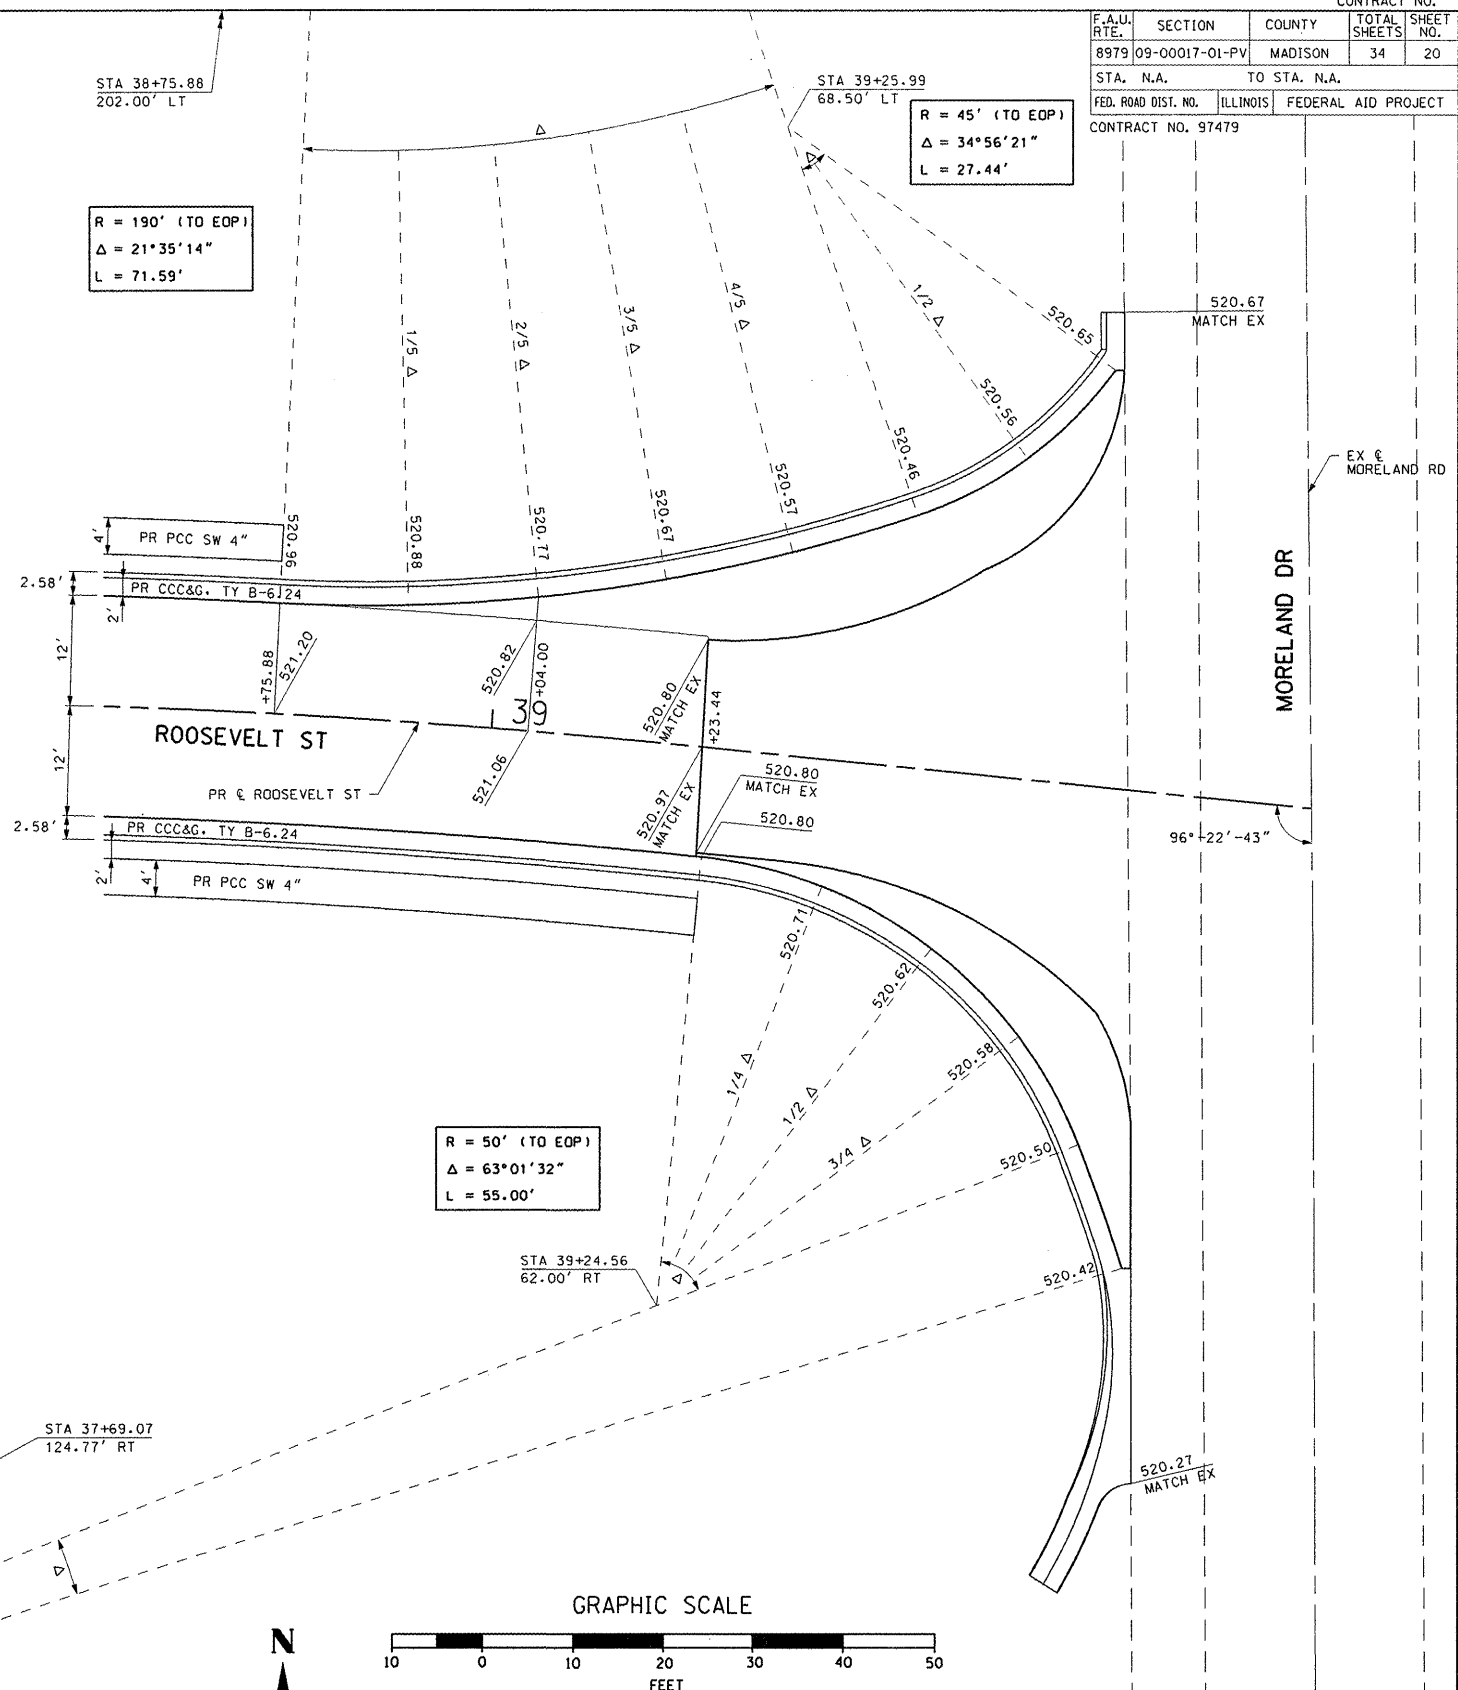 CONTRACT NO.
F.A.U. RTE. SECTION COUNTY TOTAL SHEETS SHEET NO.
8979 09-00017-01-PV MADISON 34 20
STA. N.A. TO STA. N.A.
FED. ROAD DIST. NO. ILLINOIS FEDERAL AID PROJECT
CONTRACT NO. 97479
STA 38+75.88
202.00' LT
STA 39+25.99
68.50' LT
R = 45' (TO EOP)
Δ = 34°56'21"
L = 27.44'
R = 190' (TO EOP)
Δ = 21°35'14"
L = 71.59'
Δ
Δ
1/5 Δ
2/5 Δ
3/5 Δ
4/5 Δ
1/2 Δ
520.67
MATCH EX
520.65
520.56
520.46
520.57
520.67
520.77
520.88
520.96
EX ℄
MORELAND RD
4'
PR PCC SW 4"
2.58'
PR CCC&G. TY B-6.24
2'
12'
+75.88
521.20
520.82
+04.00
520.80
MATCH EX
+23.44
MORELAND DR
39
ROOSEVELT ST
12'
PR ℄ ROOSEVELT ST
521.06
520.97
MATCH EX
520.80
MATCH EX
520.80
96°-22'-43"
2.58'
PR CCC&G. TY B-6.24
2'
4'
PR PCC SW 4"
520.71
520.62
520.58
520.50
520.42
1/4 Δ
1/2 Δ
3/4 Δ
R = 50' (TO EOP)
Δ = 63°01'32"
L = 55.00'
STA 39+24.56
62.00' RT
Δ
STA 37+69.07
124.77' RT
Δ
520.27
MATCH EX
GRAPHIC SCALE
N
10 0 10 20 30 40 50
FEET